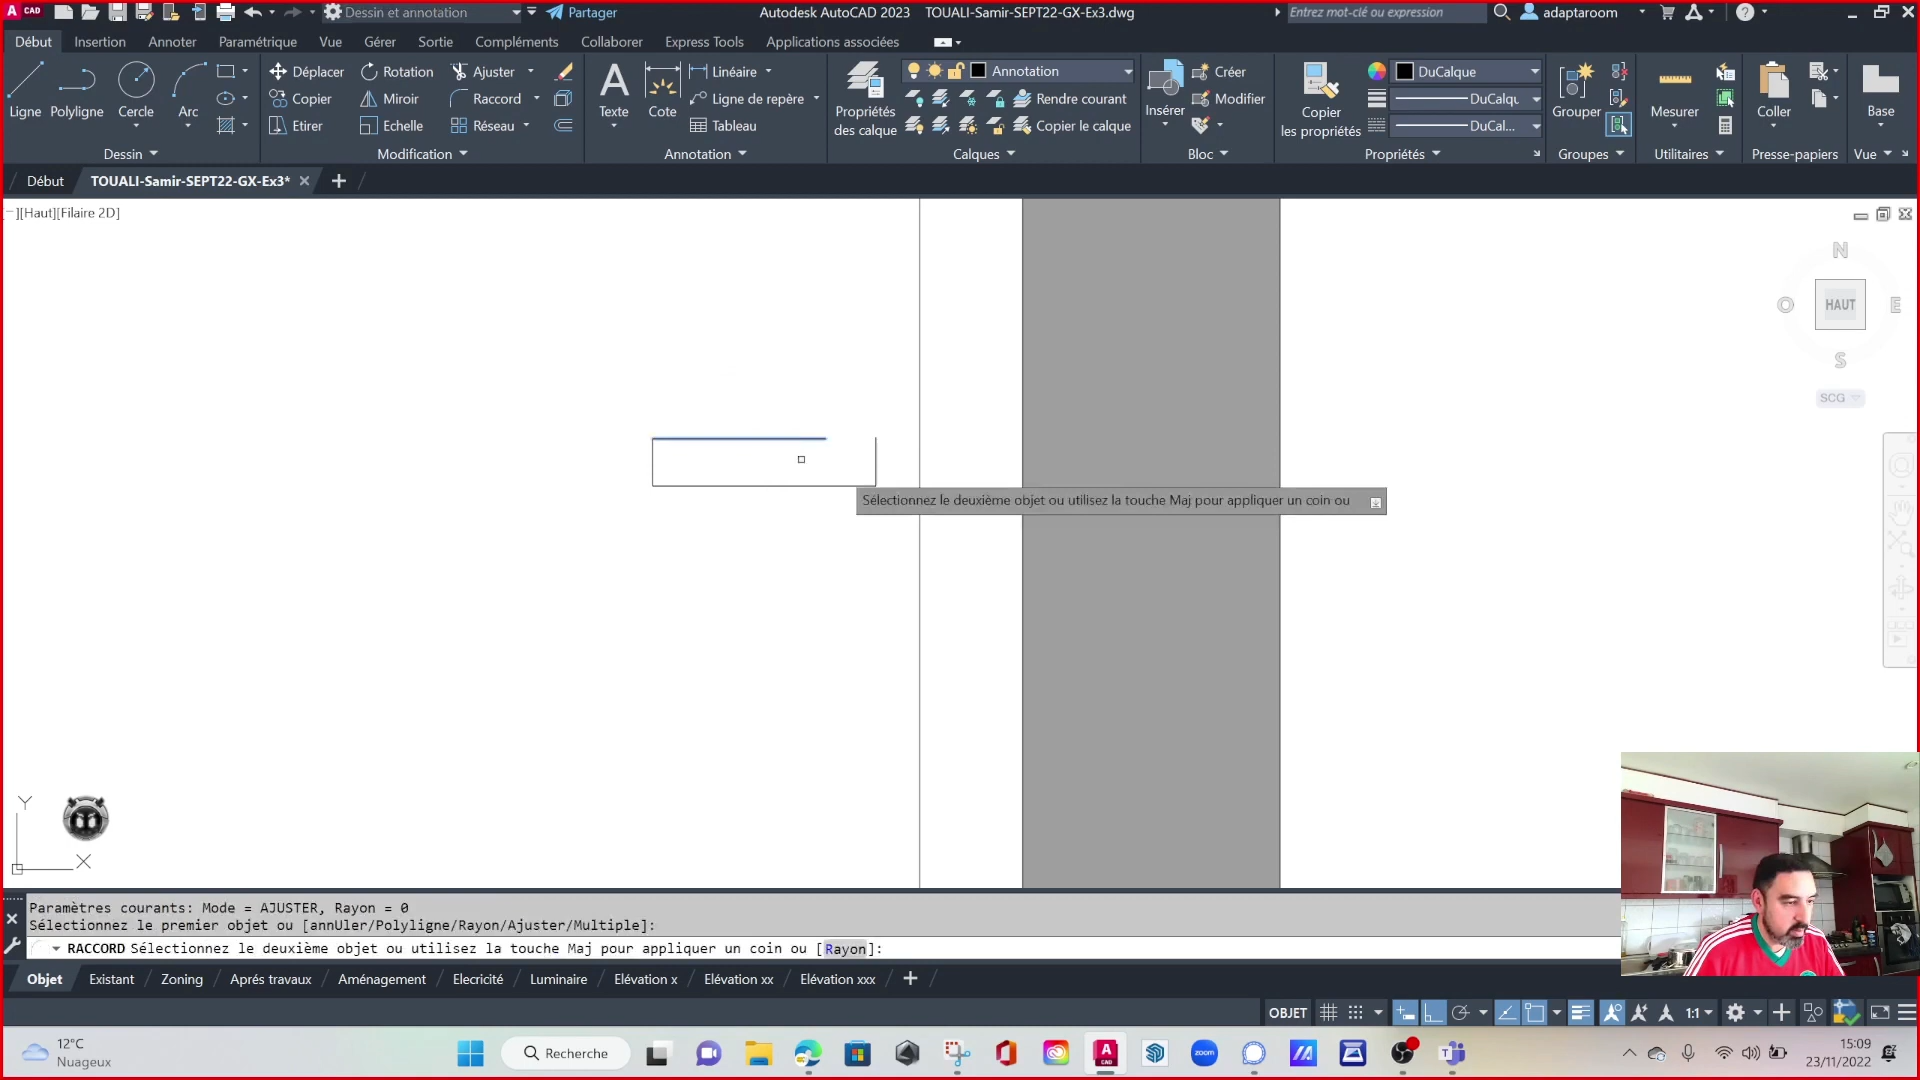 A CAD Dessin et annotation Partager Autodesk AutoCAD 2023 TOUALI-Samir-SEPT22-GX-Ex3.dwg Entrez mot-clé ou expression adaptaroom
Début Insertion Annoter Paramétrique Vue Gérer Sortie Compléments Collaborer Express Tools Applications associées
Ligne Polyligne Cercle Arc
Déplacer Rotation Ajuster
Copier Miroir Raccord
Etirer Echelle Réseau
Texte Cote
Linéaire
Ligne de repère
Tableau
Propriétés des calque
Annotation
Rendre courant
Copier le calque
Insérer
Créer
Modifier
Copier les propriétés
DuCalque
DuCalqu
DuCal...
Grouper Mesurer Coller Base
Dessin Modification Annotation Calques Bloc Propriétés Groupes Utilitaires Presse-papiers Vue
Début TOUALI-Samir-SEPT22-GX-Ex3*
][Haut][Filaire 2D]
N
O HAUT E
S
SCG
Sélectionnez le deuxième objet ou utilisez la touche Maj pour appliquer un coin ou
Y
X
Paramètres courants: Mode = AJUSTER, Rayon = 0
Sélectionnez le premier objet ou [annUler/Polyligne/Rayon/Ajuster/Multiple]:
RACCORD Sélectionnez le deuxième objet ou utilisez la touche Maj pour appliquer un coin ou [Rayon]:
Objet Existant Zoning Aprés travaux Aménagement Elecricité Luminaire Elévation x Elévation xx Elévation xxx
OBJET 1:1
12°C
Nuageux
Recherche
zoom
15:09
23/11/2022